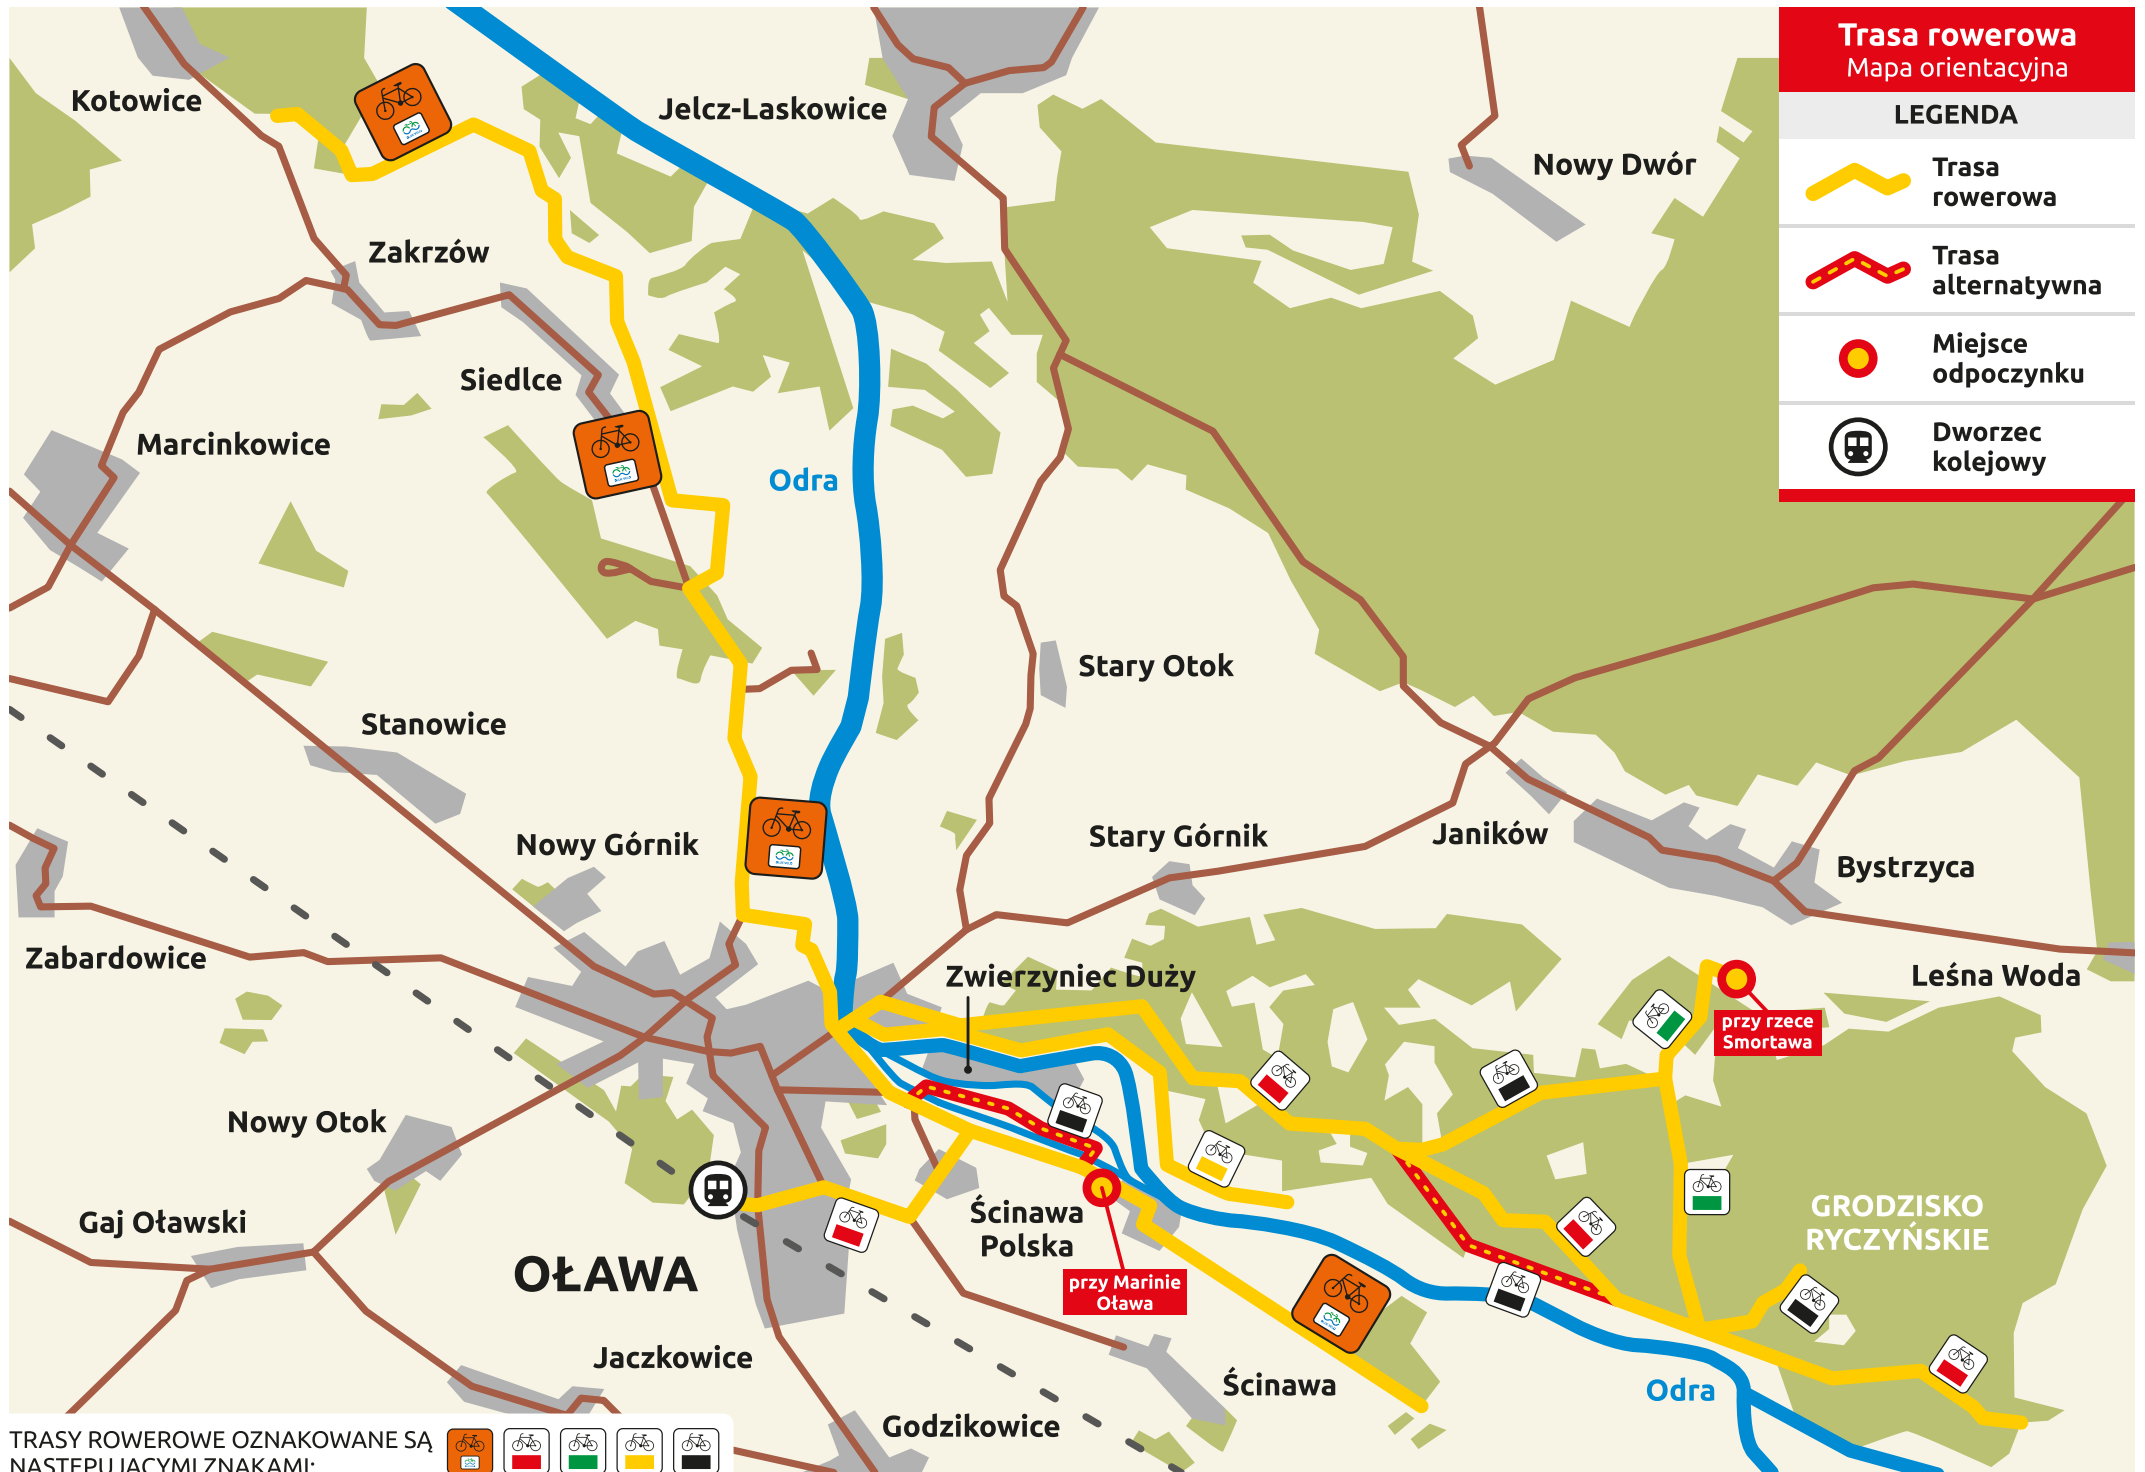 Trasa rowerowa
Mapa orientacyjna
LEGENDA
Trasa
rowerowa
Trasa
alternatywna
Miejsce
odpoczynku
Dworzec
kolejowy
Kotowice
Jelcz-Laskowice
Nowy Dwór
Zakrzów
Siedlce
Marcinkowice
Odra
Stary Otok
Stanowice
Nowy Górnik
Stary Górnik
Janików
Bystrzyca
Zabardowice
Zwierzyniec Duży
Leśna Woda
przy rzece
Smortawa
Nowy Otok
Gaj Oławski
Ścinawa
Polska
GRODZISKO
RYCZYŃSKIE
OŁAWA
przy Marinie
Oława
Jaczkowice
Ścinawa
Odra
Godzikowice
TRASY ROWEROWE OZNAKOWANE SĄ
NASTĘPUJĄCYMI ZNAKAMI: